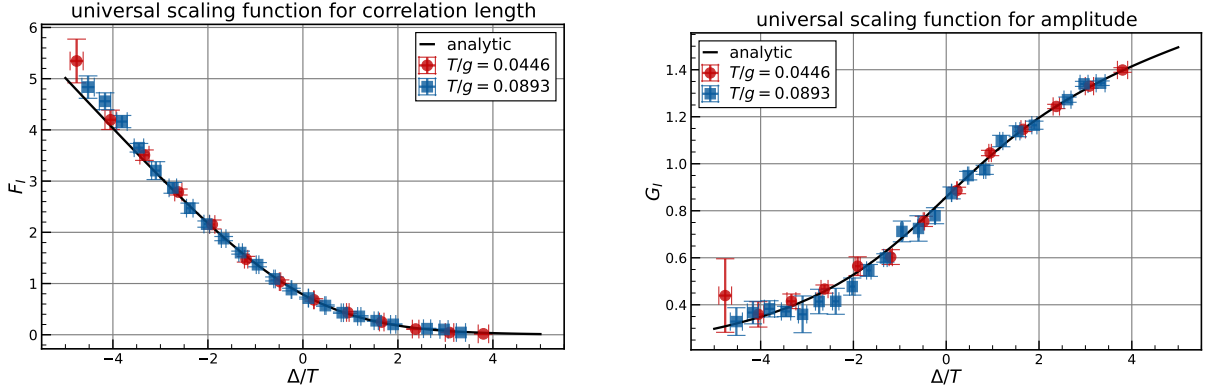 universal scaling function for correlation length
6
5
4
3
2
1
0
F_I
−4
−2
0
2
4
Δ/T
analytic
T/g = 0.0446
T/g = 0.0893
universal scaling function for amplitude
1.4
1.2
1.0
0.8
0.6
0.4
G_I
−4
−2
0
2
4
Δ/T
analytic
T/g = 0.0446
T/g = 0.0893